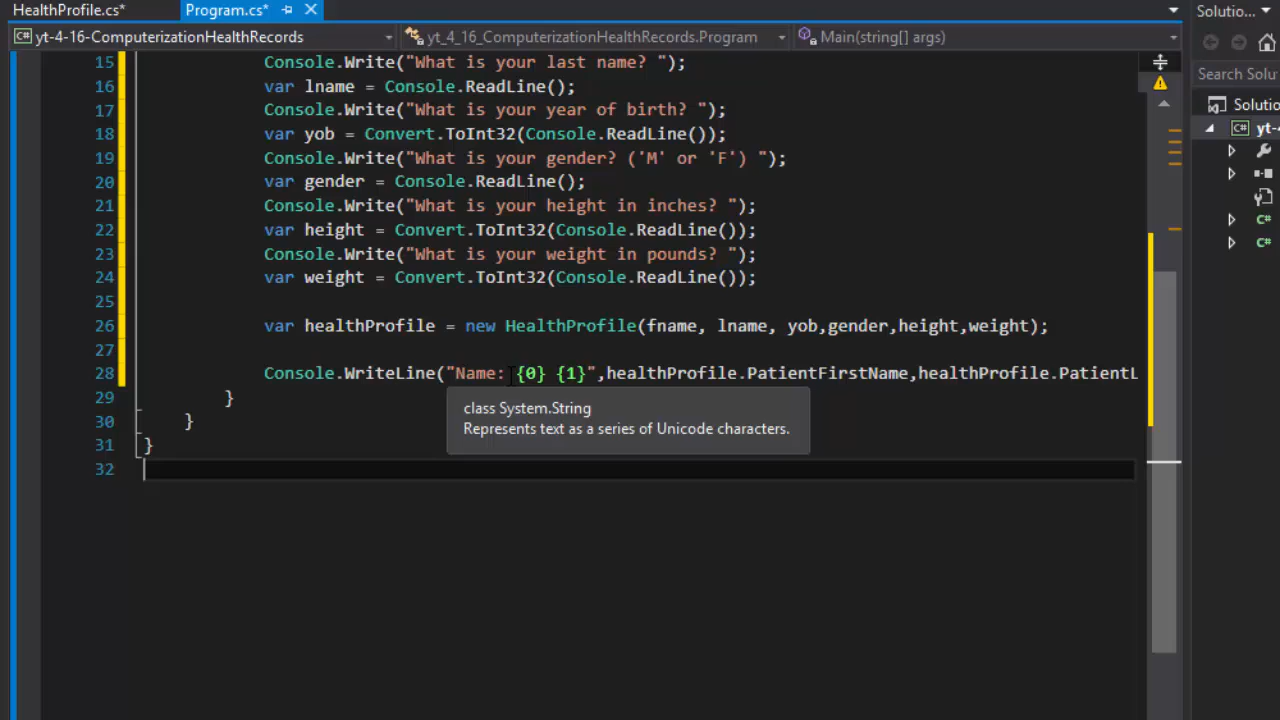 HealthProfile.cs* Program.cs* Solutio...
yt-4-16-ComputerizationHealthRecords yt_4_16_ComputerizationHealthRecords.Program Main(string[] args)
Search Solu
Solutio
yt-4
15 Console.Write("What is your last name? ");
16 var lname = Console.ReadLine();
17 Console.Write("What is your year of birth? ");
18 var yob = Convert.ToInt32(Console.ReadLine());
19 Console.Write("What is your gender? ('M' or 'F') ");
20 var gender = Console.ReadLine();
21 Console.Write("What is your height in inches? ");
22 var height = Convert.ToInt32(Console.ReadLine());
23 Console.Write("What is your weight in pounds? ");
24 var weight = Convert.ToInt32(Console.ReadLine());
25
26 var healthProfile = new HealthProfile(fname, lname, yob,gender,height,weight);
27
28 Console.WriteLine("Name: {0} {1}",healthProfile.PatientFirstName,healthProfile.PatientL
29 }
30 }
31 }
32
class System.String
Represents text as a series of Unicode characters.